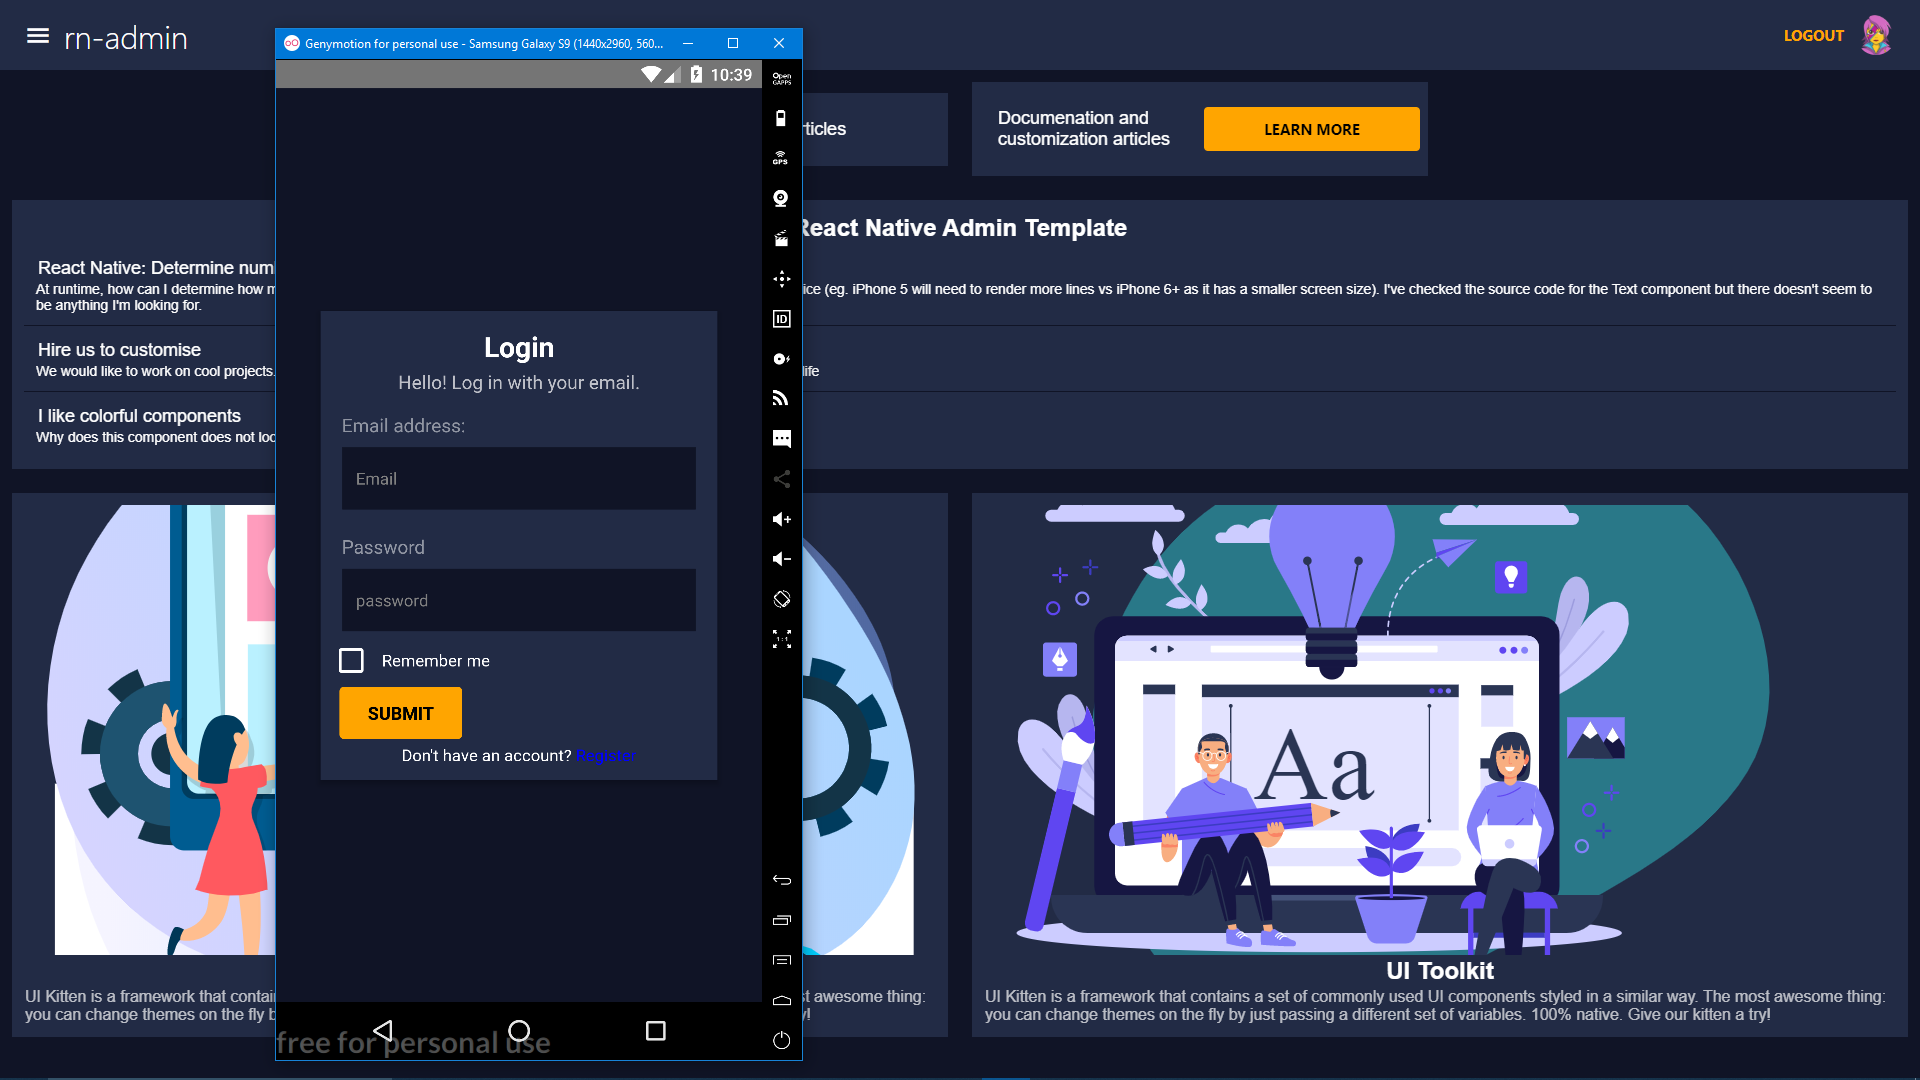 rn-admin
LOGOUT
Genymotion for personal use - Samsung Galaxy S9 (1440x2960, 560...
10:39
Open
GAPPS
GPS
ID
1:1
Login
Hello! Log in with your email.
Email address:
Email
Password
password
Remember me
SUBMIT
Don't have an account? Register
free for personal use
rticles
Documenation and
customization articles
LEARN MORE
React Native Admin Template
React Native: Determine num
At runtime, how can I determine how m
ice (eg. iPhone 5 will need to render more lines vs iPhone 6+ as it has a smaller screen size). I've checked the source code for the Text component but there doesn't seem to
be anything I'm looking for.
Hire us to customise
We would like to work on cool projects.
life
I like colorful components
Why does this component does not loo
Aa
UI Kitten is a framework that contai
st awesome thing:
you can change themes on the fly b
y!
UI Toolkit
UI Kitten is a framework that contains a set of commonly used UI components styled in a similar way. The most awesome thing:
you can change themes on the fly by just passing a different set of variables. 100% native. Give our kitten a try!